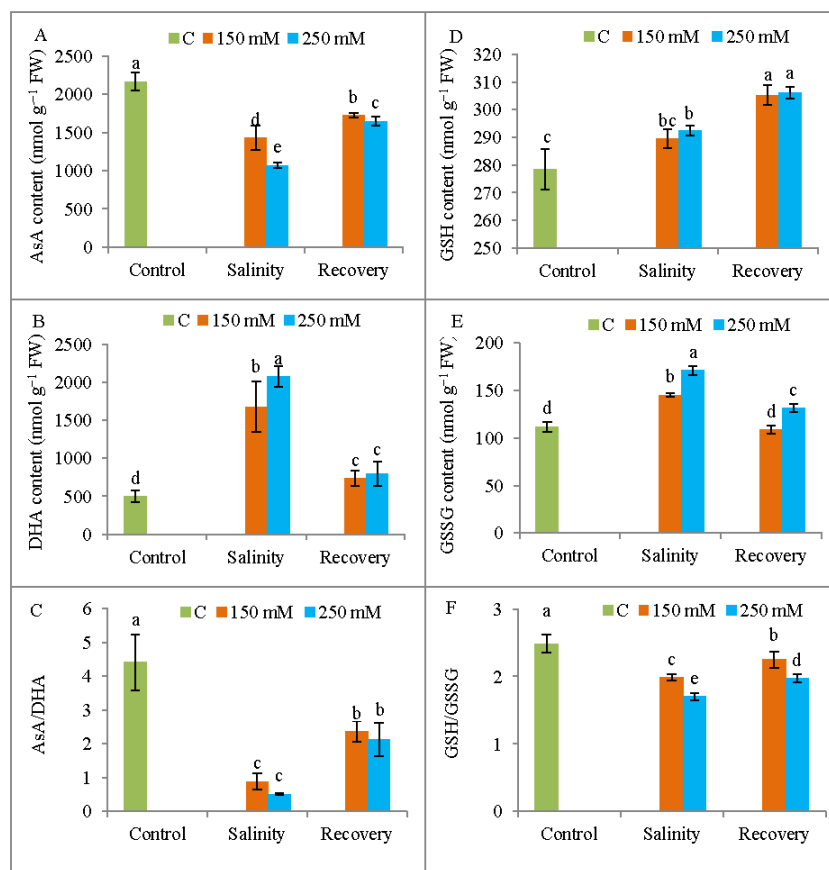 A
C 150 mM 250 mM
AsA content (nmol g⁻¹ FW)
2500
2000
1500
1000
500
0
a
d
e
b
c
Control Salinity Recovery
B
C 150 mM 250 mM
DHA content (nmol g⁻¹ FW)
2500
2000
1500
1000
500
0
d
b
a
c
c
Control Salinity Recovery
C
C 150 mM 250 mM
AsA/DHA
6
5
4
3
2
1
0
a
c
c
b
b
Control Salinity Recovery
D
C 150 mM 250 mM
GSH content (nmol g⁻¹ FW)
320
310
300
290
280
270
260
250
c
bc
b
a
a
Control Salinity Recovery
E
C 150 mM 250 mM
GSSG content (nmol g⁻¹ FW)
200
150
100
50
0
d
b
a
d
c
Control Salinity Recovery
F
C 150 mM 250 mM
GSH/GSSG
3
2
1
0
a
c
e
b
d
Control Salinity Recovery